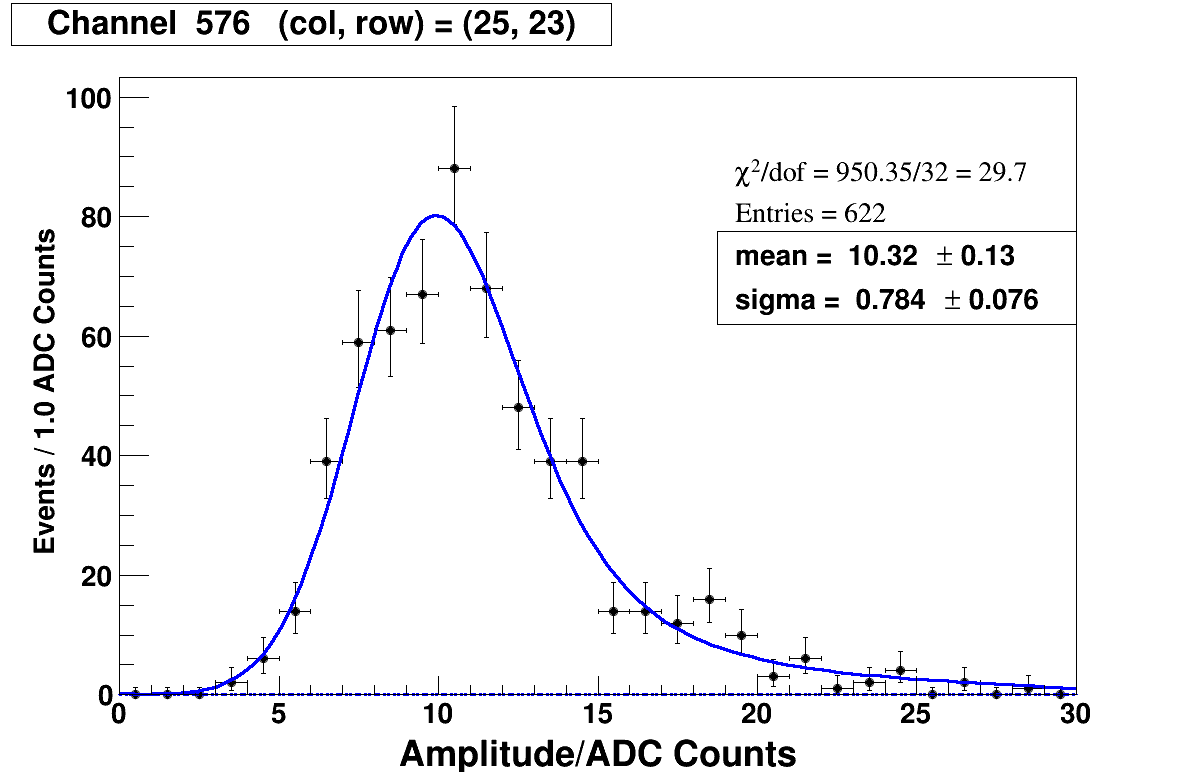 Channel 576 (col, row) = (25, 23)
100
80
60
40
20
0
Events / 1.0 ADC Counts
χ²/dof = 950.35/32 = 29.7
Entries = 622
mean = 10.32 ± 0.13
sigma = 0.784 ± 0.076
0 5 10 15 20 25 30
Amplitude/ADC Counts